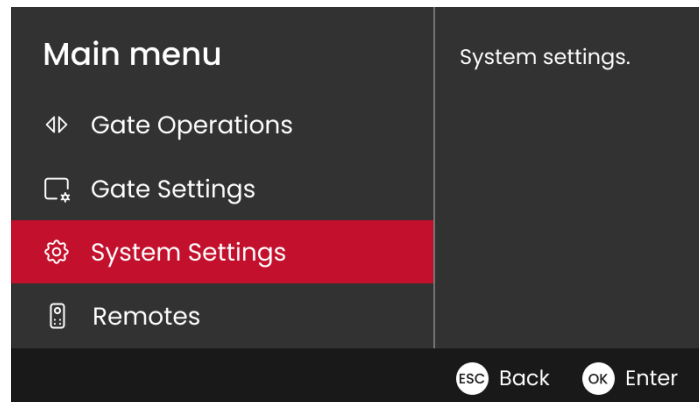 Main menu
System settings.
Gate Operations
Gate Settings
System Settings
Remotes
ESC Back OK Enter